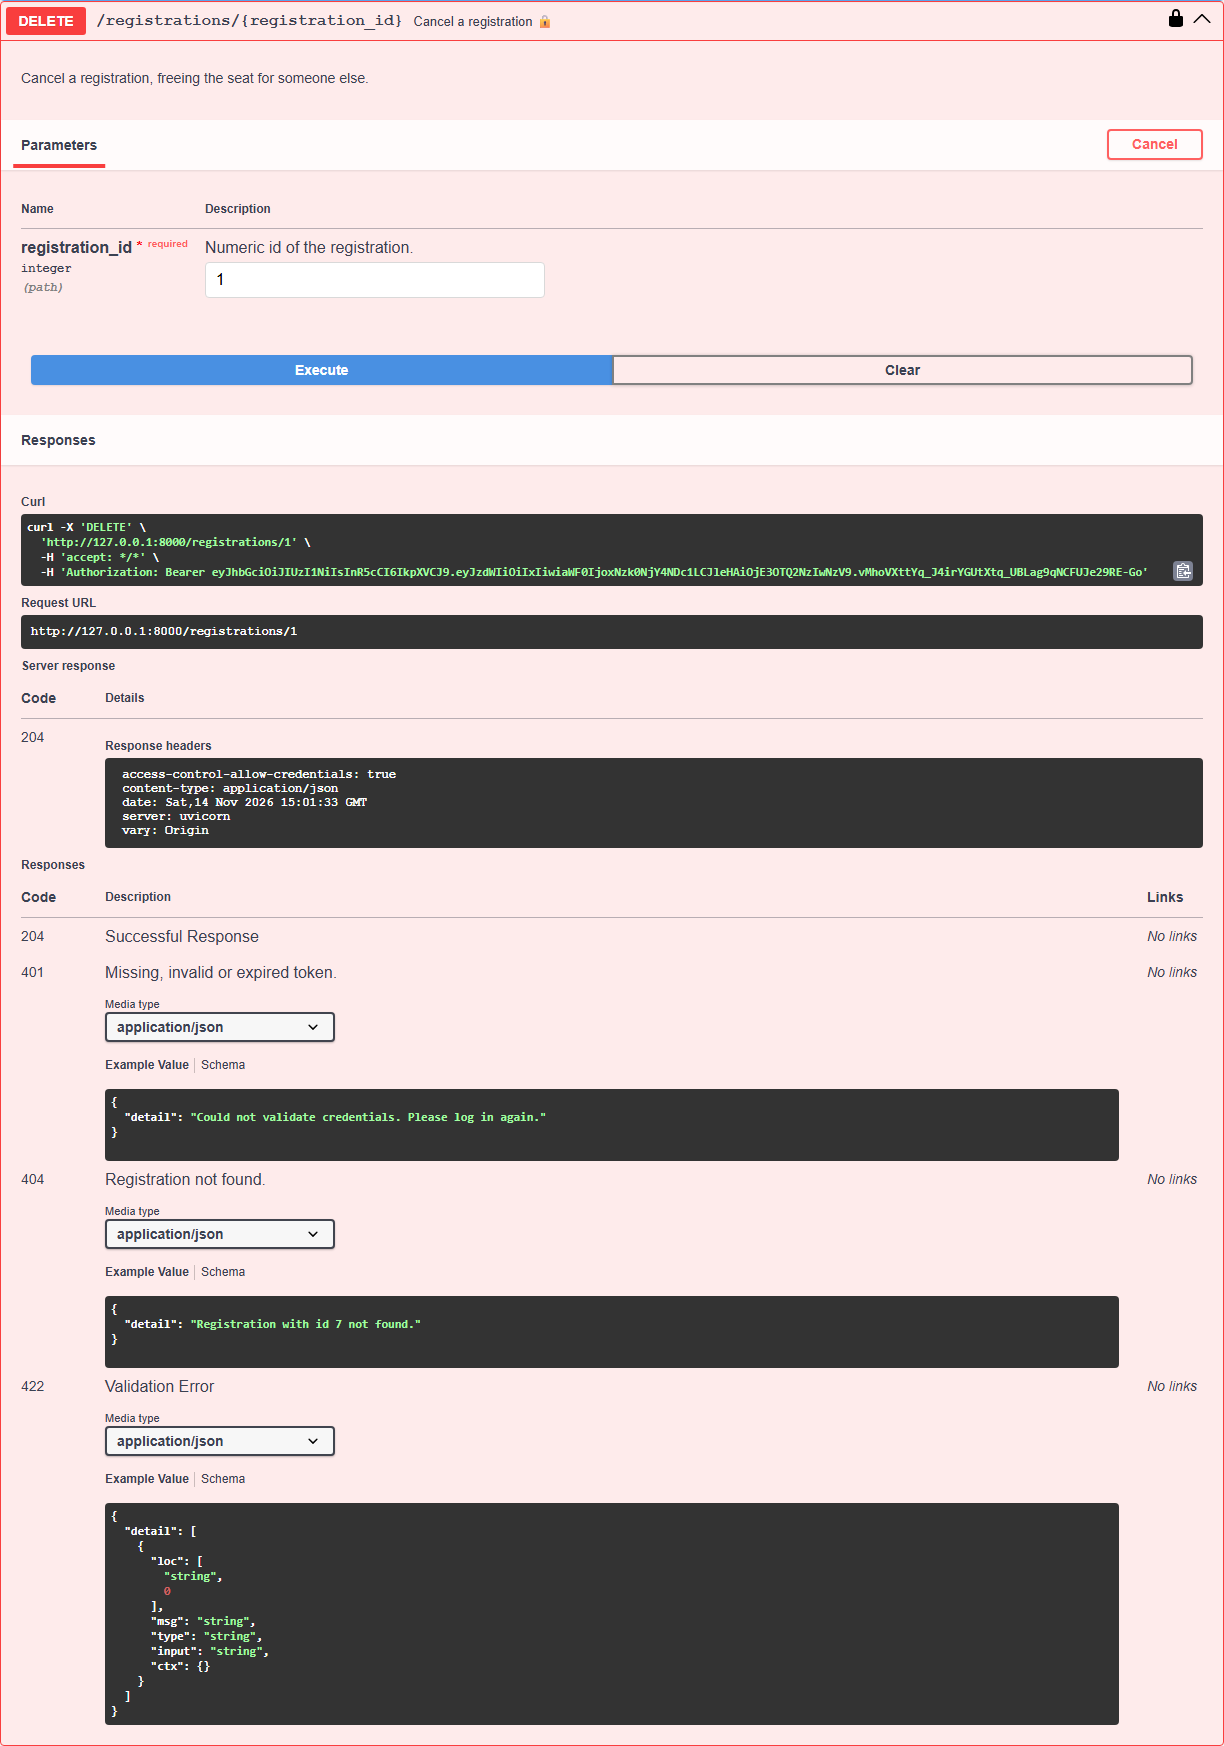 DELETE /registrations/{registration_id} Cancel a registration 🔒
Cancel a registration, freeing the seat for someone else.
Parameters
Cancel
Name Description
registration_id * required Numeric id of the registration.
integer
(path)
1
Execute Clear
Responses
Curl
curl -X 'DELETE' \
'http://127.0.0.1:8000/registrations/1' \
-H 'accept: */*' \
-H 'Authorization: Bearer eyJhbGciOiJIUzI1NiIsInR5cCI6IkpXVCJ9.eyJzdWIiOiIxIiwiaWF0IjoxNzk0NjY4NDc1LCJleHAiOjE3OTQ2NzIwNzV9.vMhoVXttYq_J4irYGUtXtq_UBLag9qNCFUJe29RE-Go'
Request URL
http://127.0.0.1:8000/registrations/1
Server response
Code Details
204
Response headers
access-control-allow-credentials: true
content-type: application/json
date: Sat,14 Nov 2026 15:01:33 GMT
server: uvicorn
vary: Origin
Responses
Code Description Links
204 Successful Response No links
401 Missing, invalid or expired token. No links
Media type
application/json
Example Value Schema
{
"detail": "Could not validate credentials. Please log in again."
}
404 Registration not found. No links
Media type
application/json
Example Value Schema
{
"detail": "Registration with id 7 not found."
}
422 Validation Error No links
Media type
application/json
Example Value Schema
{
"detail": [
{
"loc": [
"string",
0
],
"msg": "string",
"type": "string",
"input": "string",
"ctx": {}
}
]
}